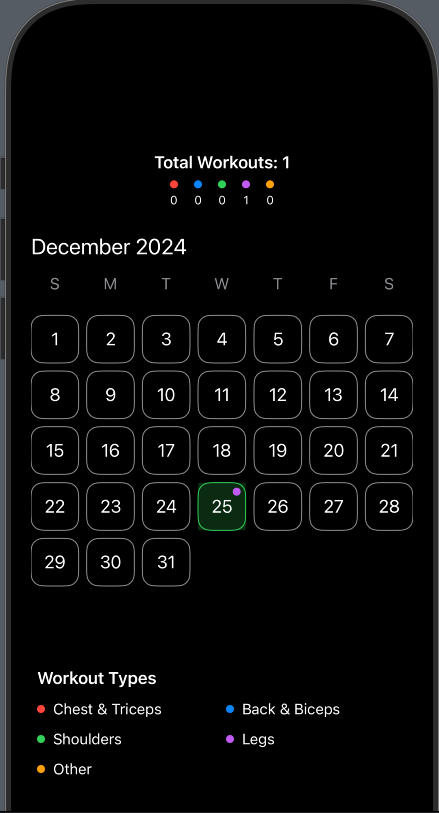 Total Workouts: 1
0 0 0 1 0
December 2024
S M T W T F S
1 2 3 4 5 6 7
8 9 10 11 12 13 14
15 16 17 18 19 20 21
22 23 24 25 26 27 28
29 30 31
Workout Types
Chest & Triceps Back & Biceps
Shoulders Legs
Other